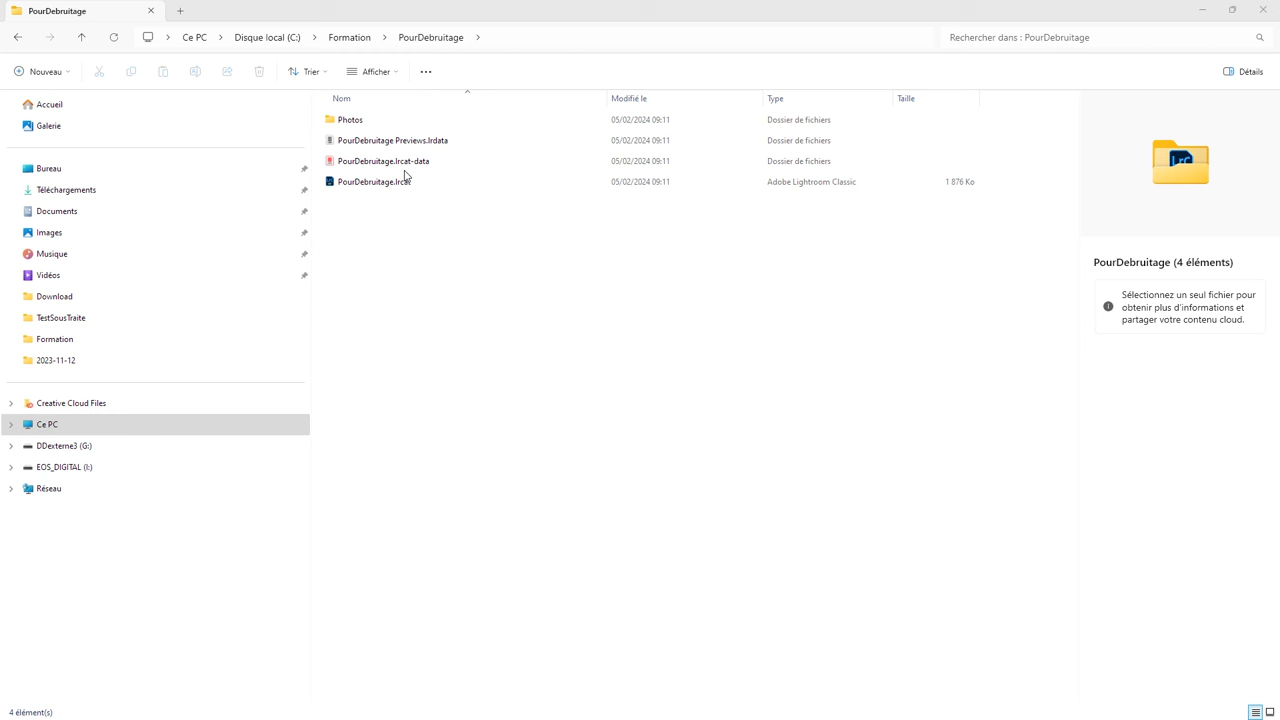 PourDebruitage
Ce PC
Disque local (C:)
Formation
PourDebruitage
Rechercher dans : PourDebruitage
Nouveau
Trier
Afficher
Détails
Nom
Modifié le
Type
Taille
Accueil
Galerie
Bureau
Téléchargements
Documents
Images
Musique
Vidéos
Download
TestSousTraite
Formation
2023-11-12
Creative Cloud Files
Ce PC
DDexterne3 (G:)
EOS_DIGITAL (I:)
Réseau
Photos 05/02/2024 09:11 Dossier de fichiers
PourDebruitage Previews.lrdata 05/02/2024 09:11 Dossier de fichiers
PourDebruitage.lrcat-data 05/02/2024 09:11 Dossier de fichiers
PourDebruitage.lrcat 05/02/2024 09:11 Adobe Lightroom Classic 1 876 Ko
LrC
PourDebruitage (4 éléments)
Sélectionnez un seul fichier pour
obtenir plus d'informations et
partager votre contenu cloud.
4 élément(s)